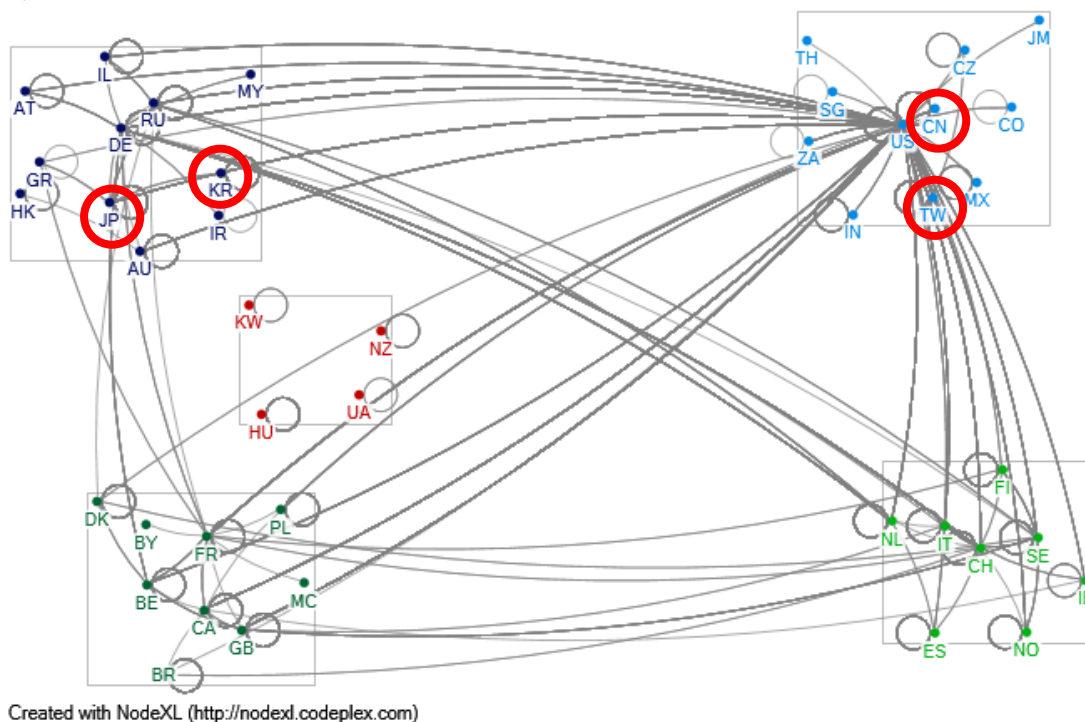 JM
TH
IL
CZ
MY
AT
SG
RU
CN
CO
DE
US
ZA
GR
KR
HK
JP
TW
MX
IN
IR
AU
KW
NZ
UA
HU
FI
DK
PL
BY
FR
NL
IT
SE
CH
BE
MC
CA
GB
ES
NO
BR
Created with NodeXL (http://nodexl.codeplex.com)